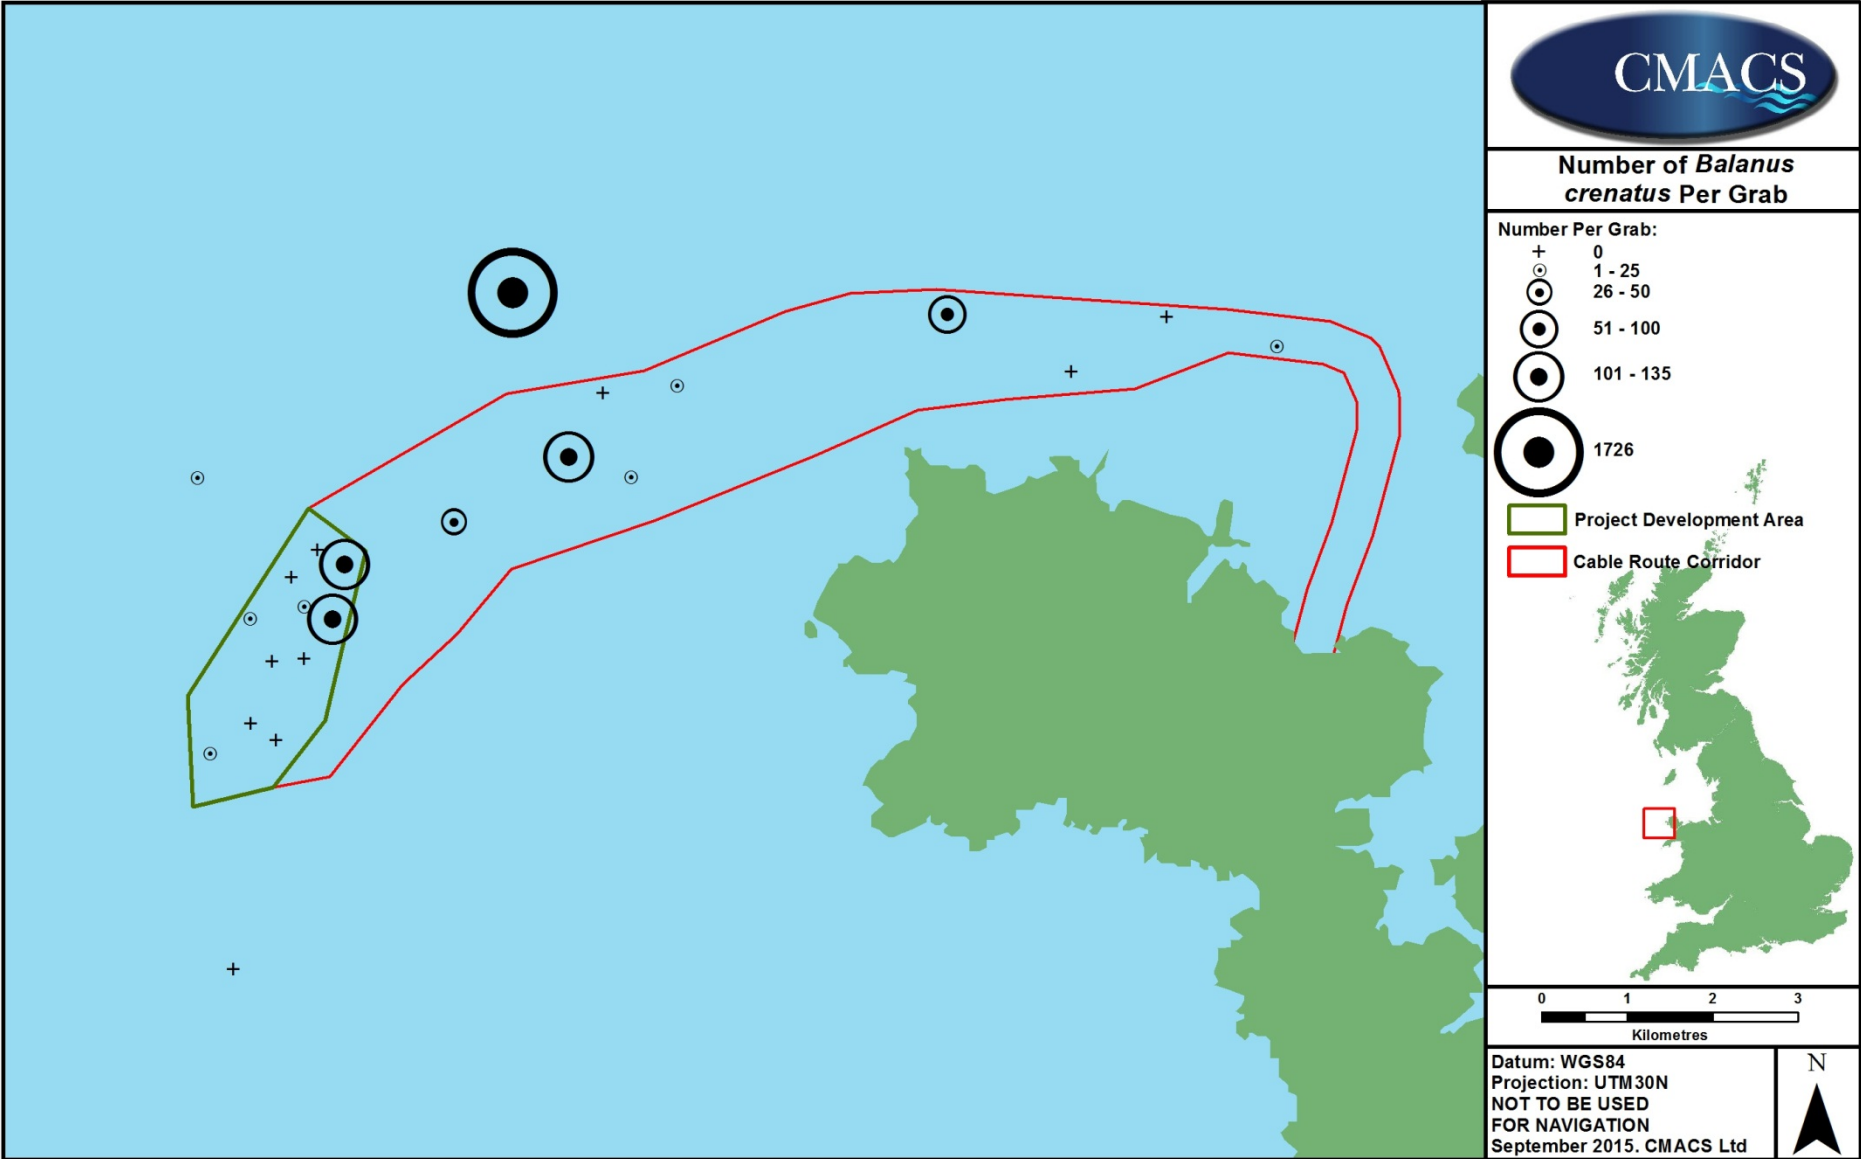 CMACS
Number of Balanus
crenatus Per Grab
Number Per Grab:
0
1 - 25
26 - 50
51 - 100
101 - 135
1726
Project Development Area
Cable Route Corridor
0 1 2 3
Kilometres
Datum: WGS84
Projection: UTM30N
NOT TO BE USED
FOR NAVIGATION
September 2015. CMACS Ltd
N